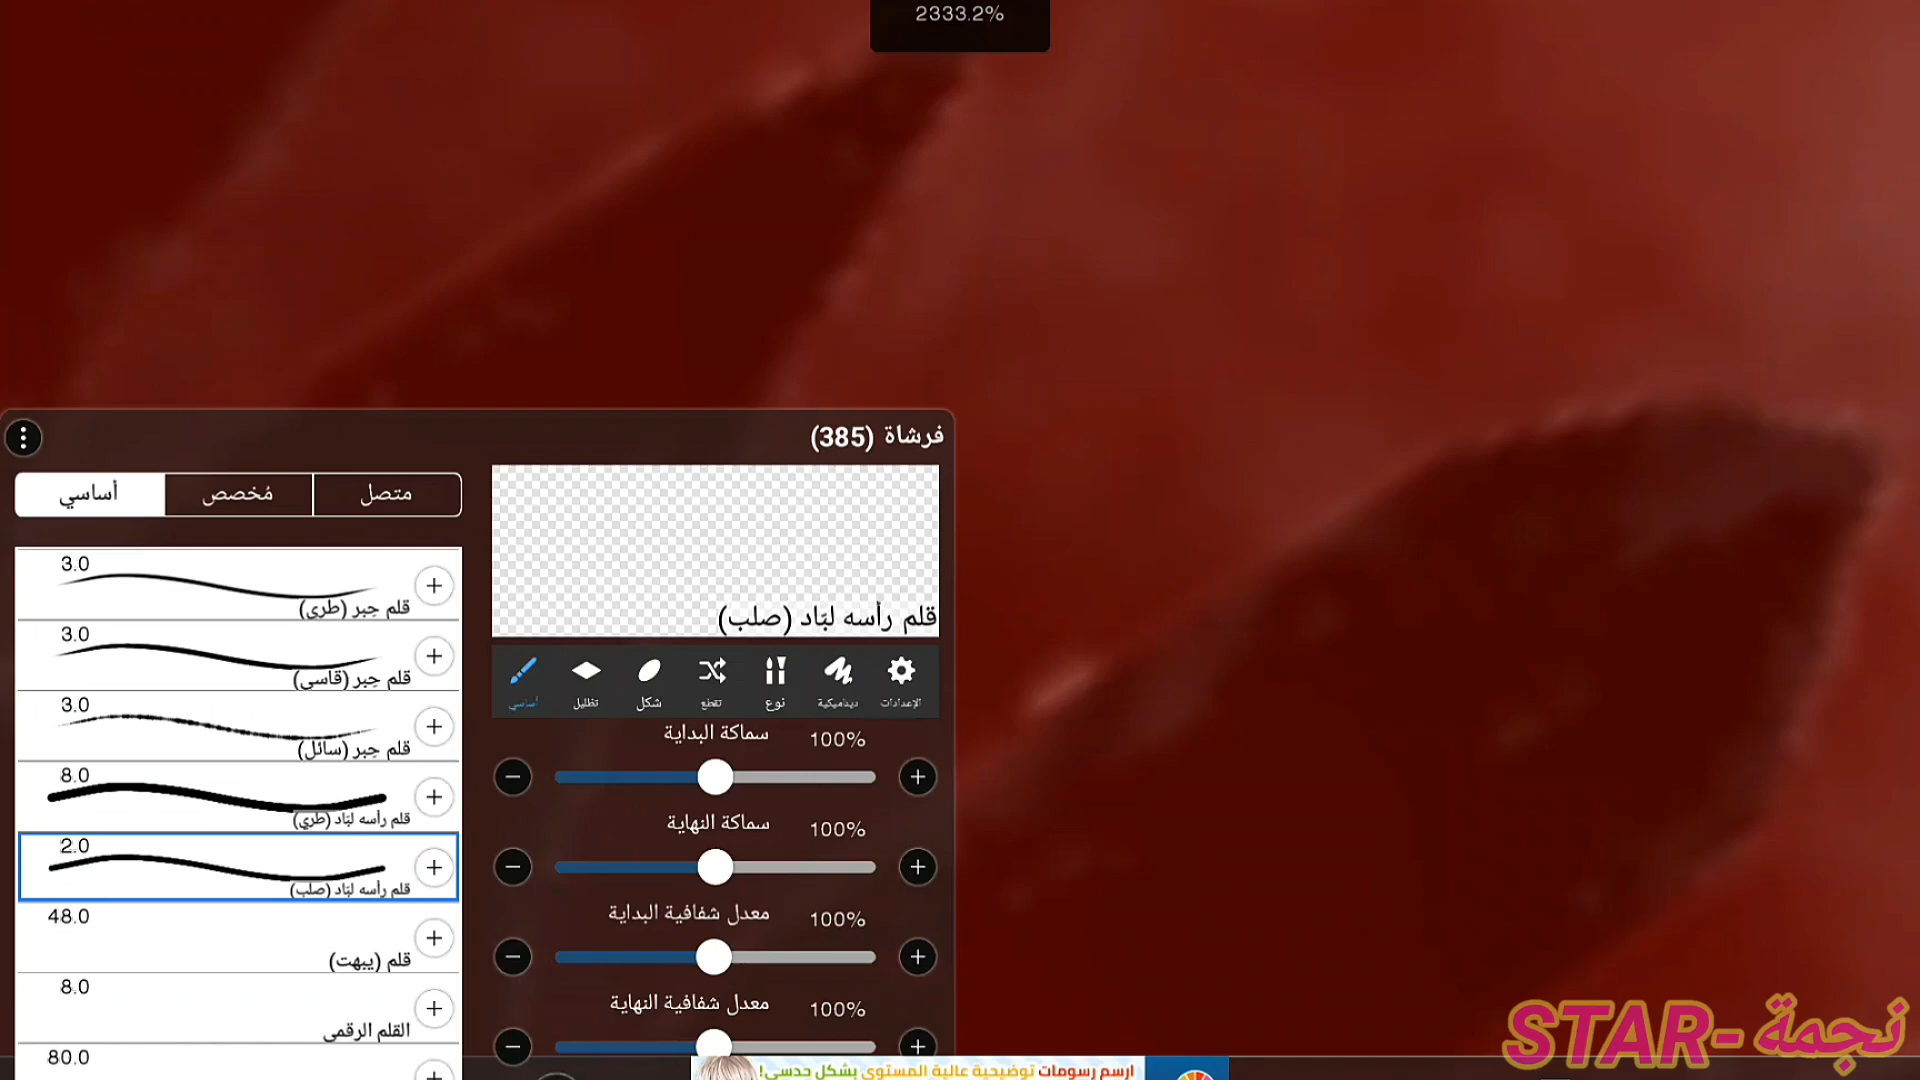 2333.2%
فرشاة (385)
أساسي
مُخصص
متصل
3.0
قلم حِبر (طري)
3.0
قلم حِبر (قاسي)
3.0
قلم حِبر (سائل)
8.0
قلم رأسه لبّاد (طري)
2.0
قلم رأسه لبّاد (صلب)
48.0
قلم (يبهت)
8.0
القلم الرقمي
80.0
قلم رأسه لبّاد (صلب)
أساسي
تظليل
شكل
تقطع
نوع
ديناميكية
الإعدادات
سماكة البداية 100%
سماكة النهاية 100%
معدل شفافية البداية 100%
معدل شفافية النهاية 100%
ارسم رسومات توضيحية عالية المستوى بشكل حدسي!
STAR- نجمة